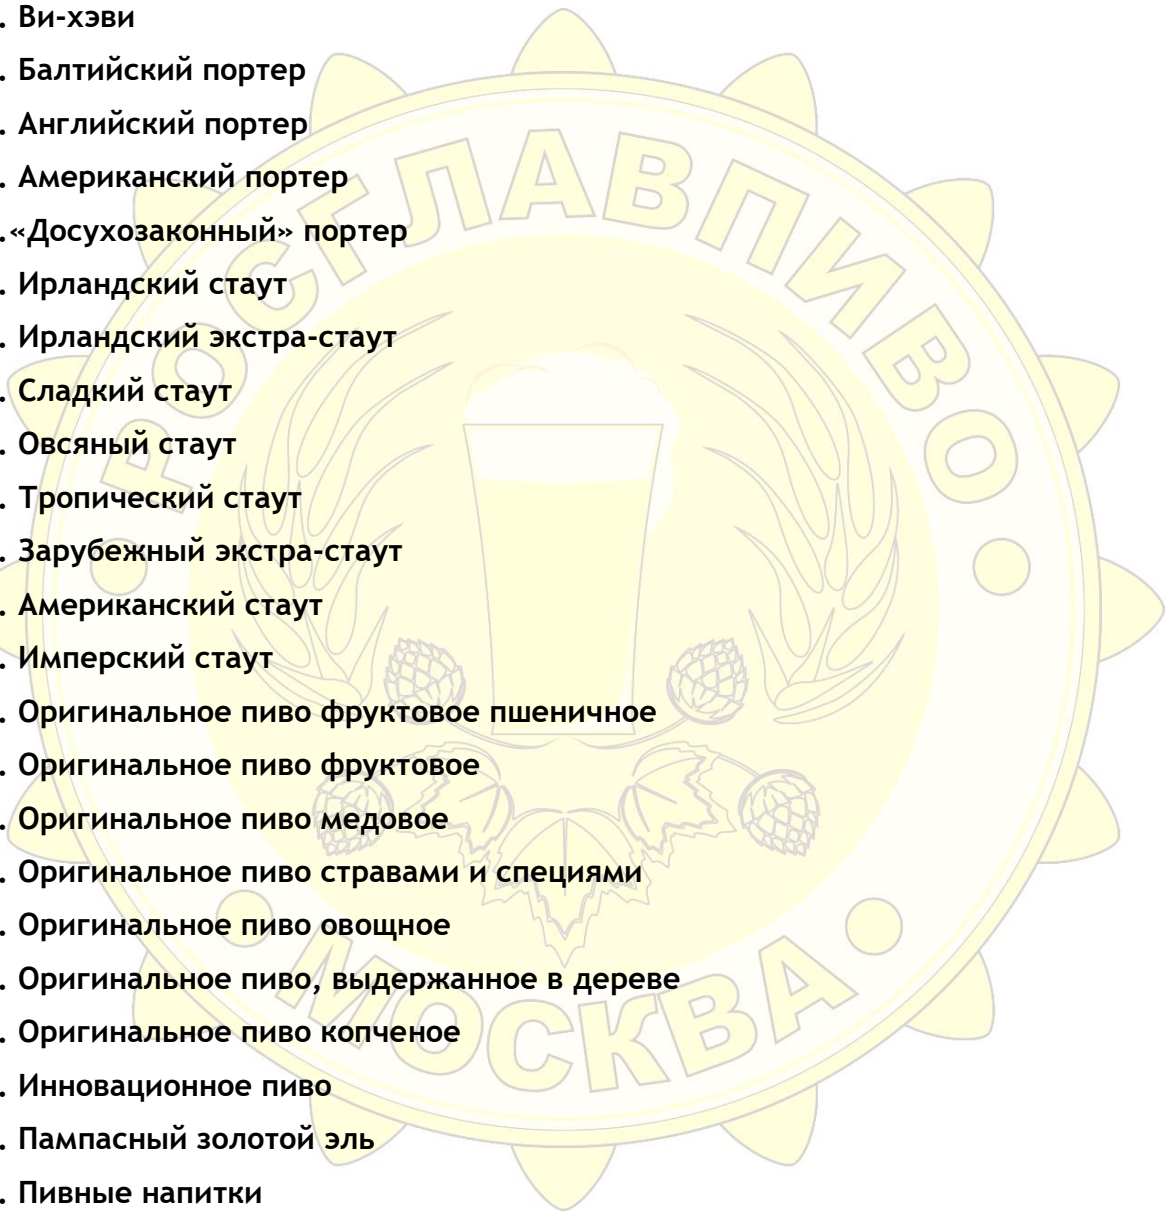 . Ви-хэви
. Балтийский портер
. Английский портер
. Американский портер
.«Досухозаконный» портер
. Ирландский стаут
. Ирландский экстра-стаут
. Сладкий стаут
. Овсяный стаут
. Тропический стаут
. Зарубежный экстра-стаут
. Американский стаут
. Имперский стаут
. Оригинальное пиво фруктовое пшеничное
. Оригинальное пиво фруктовое
. Оригинальное пиво медовое
. Оригинальное пиво стравами и специями
. Оригинальное пиво овощное
. Оригинальное пиво, выдержанное в дереве
. Оригинальное пиво копченое
. Инновационное пиво
. Пампасный золотой эль
. Пивные напитки
РОСГЛАВПИВО
МОСКВА